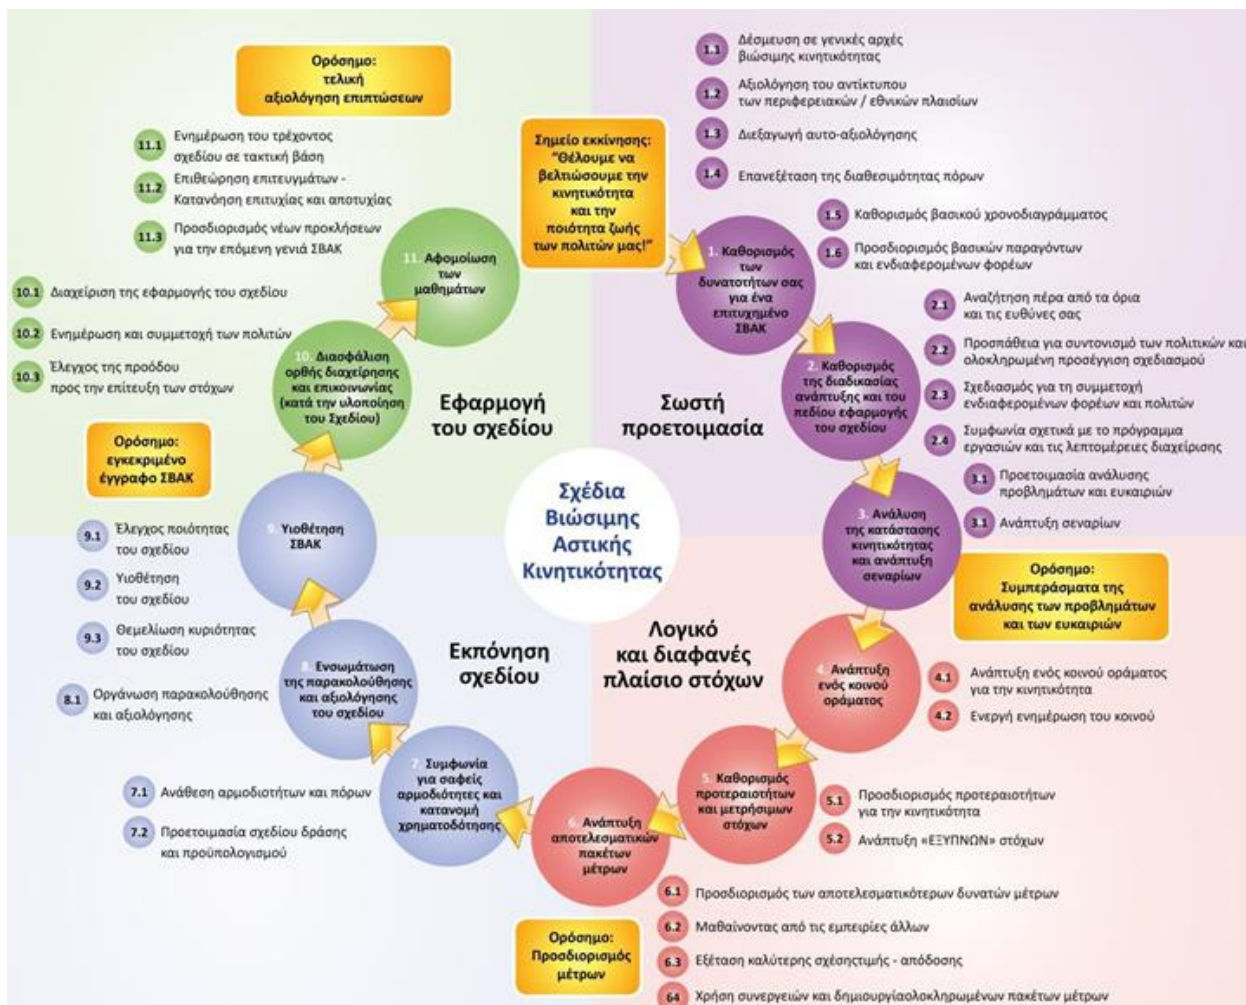 Σημείο εκκίνησης:
"Θέλουμε να
βελτιώσουμε την
κινητικότητα
και την
ποιότητα ζωής
των πολιτών μας!"
Σχέδια
Βιώσιμης
Αστικής
Κινητικότητας
Σωστή
προετοιμασία
1. Καθορισμός
των
δυνατοτήτων σας
για ένα
επιτυχημένο
ΣΒΑΚ
1.1 Δέσμευση σε γενικές αρχές
βιώσιμης κινητικότητας
1.2 Αξιολόγηση του αντίκτυπου
των περιφερειακών / εθνικών πλαισίων
1.3 Διεξαγωγή αυτο-αξιολόγησης
1.4 Επανεξέταση της διαθεσιμότητας πόρων
1.5 Καθορισμός βασικού χρονοδιαγράμματος
1.6 Προσδιορισμός βασικών παραγόντων
και ενδιαφερομένων φορέων
2. Καθορισμός
της διαδικασίας
ανάπτυξης και του
πεδίου εφαρμογής
του σχεδίου
2.1 Αναζήτηση πέρα από τα όρια
και τις ευθύνες σας
2.2 Προσπάθεια για συντονισμό των πολιτικών και
ολοκληρωμένη προσέγγιση σχεδιασμού
2.3 Σχεδιασμός για τη συμμετοχή
ενδιαφερομένων φορέων και πολιτών
2.4 Συμφωνία σχετικά με το πρόγραμμα
εργασιών και τις λεπτομέρειες διαχείρισης
3. Ανάλυση
της κατάστασης
κινητικότητας
και ανάπτυξη
σεναρίων
3.1 Προετοιμασία ανάλυσης
προβλημάτων και ευκαιριών
3.1 Ανάπτυξη σεναρίων
Ορόσημο:
Συμπεράσματα της
ανάλυσης των προβλημάτων
και των ευκαιριών
Λογικό
και διαφανές
πλαίσιο στόχων
4. Ανάπτυξη
ενός κοινού
οράματος
4.1 Ανάπτυξη ενός κοινού οράματος
για την κινητικότητα
4.2 Ενεργή ενημέρωση του κοινού
5. Καθορισμός
προτεραιοτήτων
και μετρήσιμων
στόχων
5.1 Προσδιορισμός προτεραιοτήτων
για την κινητικότητα
5.2 Ανάπτυξη «ΕΞΥΠΝΩΝ» στόχων
6. Ανάπτυξη
αποτελεσματικών
πακέτων
μέτρων
6.1 Προσδιορισμός των αποτελεσματικότερων δυνατών μέτρων
6.2 Μαθαίνοντας από τις εμπειρίες άλλων
6.3 Εξέταση καλύτερης σχέσηςτιμής - απόδοσης
64 Χρήση συνεργειών και δημιουργίαολοκληρωμένων πακέτων μέτρων
Ορόσημο:
Προσδιορισμός
μέτρων
Εκπόνηση
σχεδίου
7. Συμφωνία
για σαφείς
αρμοδιότητες και
κατανομή
χρηματοδότησης
7.1 Ανάθεση αρμοδιοτήτων και πόρων
7.2 Προετοιμασία σχεδίου δράσης
και προϋπολογισμού
8. Ενσωμάτωση
της παρακολούθησης
και αξιολόγησης
του σχεδίου
8.1 Οργάνωση παρακολούθησης
και αξιολόγησης
9. Υιοθέτηση
ΣΒΑΚ
9.1 Έλεγχος ποιότητας
του σχεδίου
9.2 Υιοθέτηση
του σχεδίου
9.3 Θεμελίωση κυριότητας
του σχεδίου
Ορόσημο:
εγκεκριμένο
έγγραφο ΣΒΑΚ
Εφαρμογή
του σχεδίου
10. Διασφάλιση
ορθής διαχείρησης
και επικοινωνίας
(κατά την υλοποίηση
του Σχεδίου)
10.1 Διαχείριση της εφαρμογής του σχεδίου
10.2 Ενημέρωση και συμμετοχή των πολιτών
10.3 Έλεγχος της προόδου
προς την επίτευξη των στόχων
11. Αφομοίωση
των
μαθημάτων
11.1 Ενημέρωση του τρέχοντος
σχεδίου σε τακτική βάση
11.2 Επιθεώρηση επιτευγμάτων -
Κατανόηση επιτυχίας και αποτυχίας
11.3 Προσδιορισμός νέων προκλήσεων
για την επόμενη γενιά ΣΒΑΚ
Ορόσημο:
τελική
αξιολόγηση επιπτώσεων